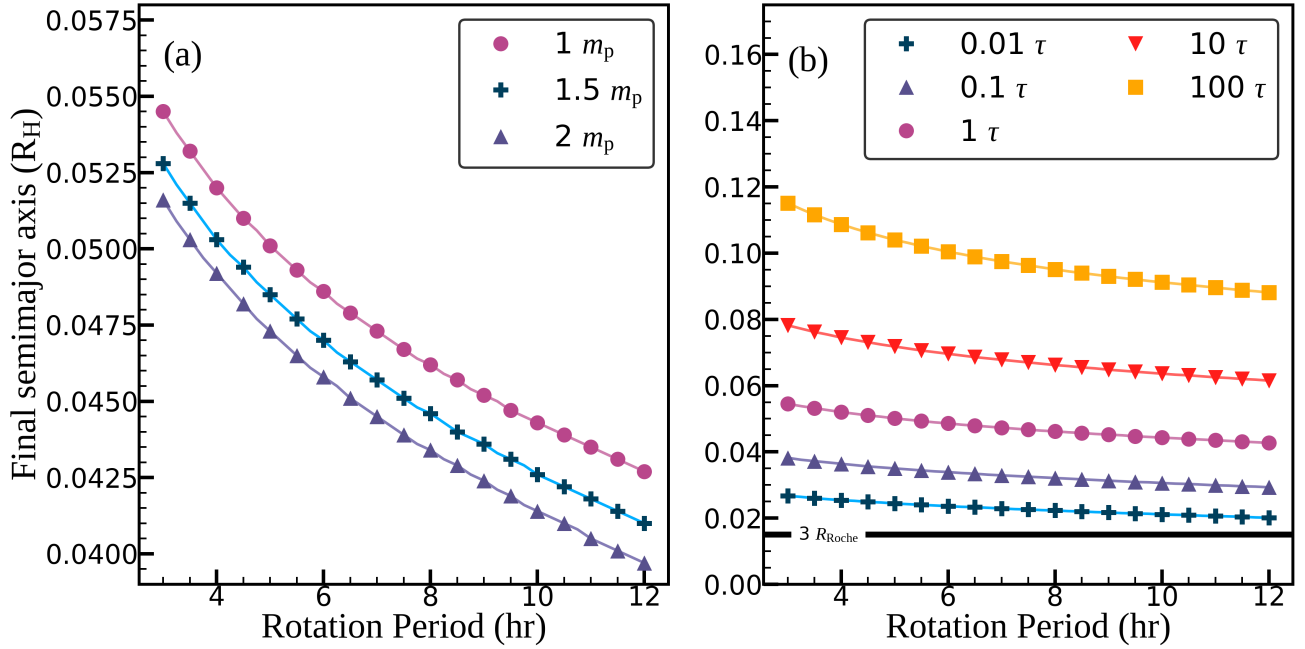 (a)
1 mp
1.5 mp
2 mp
0.0575
0.0550
0.0525
0.0500
0.0475
0.0450
0.0425
0.0400
Final semimajor axis (RH)
4 6 8 10 12
Rotation Period (hr)
(b)
0.01 τ 10 τ
0.1 τ 100 τ
1 τ
0.16
0.14
0.12
0.10
0.08
0.06
0.04
0.02
0.00
3 RRoche
4 6 8 10 12
Rotation Period (hr)